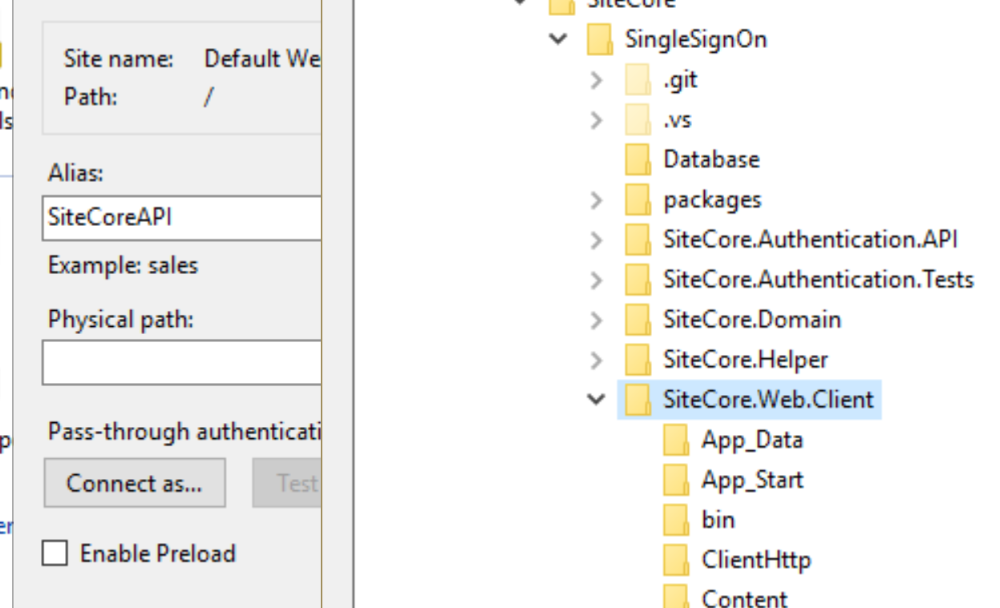 Site name: Default We
Path: /
Alias:
SiteCoreAPI
Example: sales
Physical path:
Pass-through authenticati
Connect as...
Test
Enable Preload
SiteCore
SingleSignOn
.git
.vs
Database
packages
SiteCore.Authentication.API
SiteCore.Authentication.Tests
SiteCore.Domain
SiteCore.Helper
SiteCore.Web.Client
App_Data
App_Start
bin
ClientHttp
Content